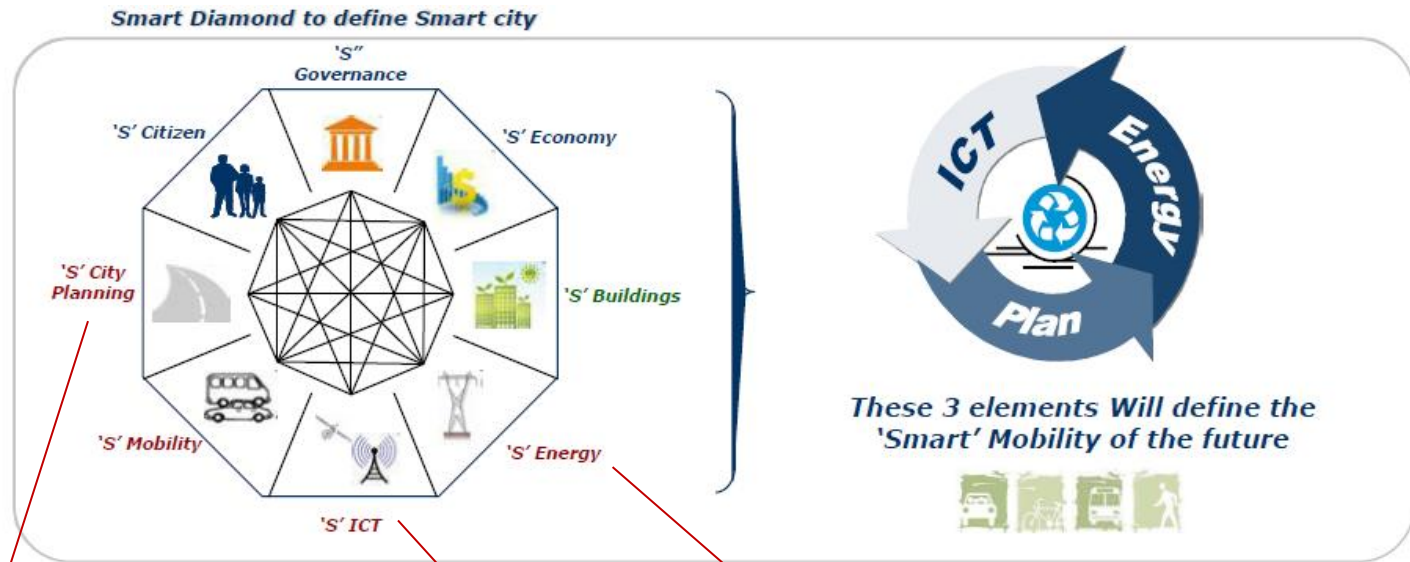 Smart Diamond to define Smart city
‘S”
Governance
‘S’ Citizen
‘S’ Economy
‘S’ City
Planning
‘S’ Buildings
‘S’ Mobility
‘S’ Energy
‘S’ ICT
ICT
Energy
Plan
These 3 elements Will define the
‘Smart’ Mobility of the future